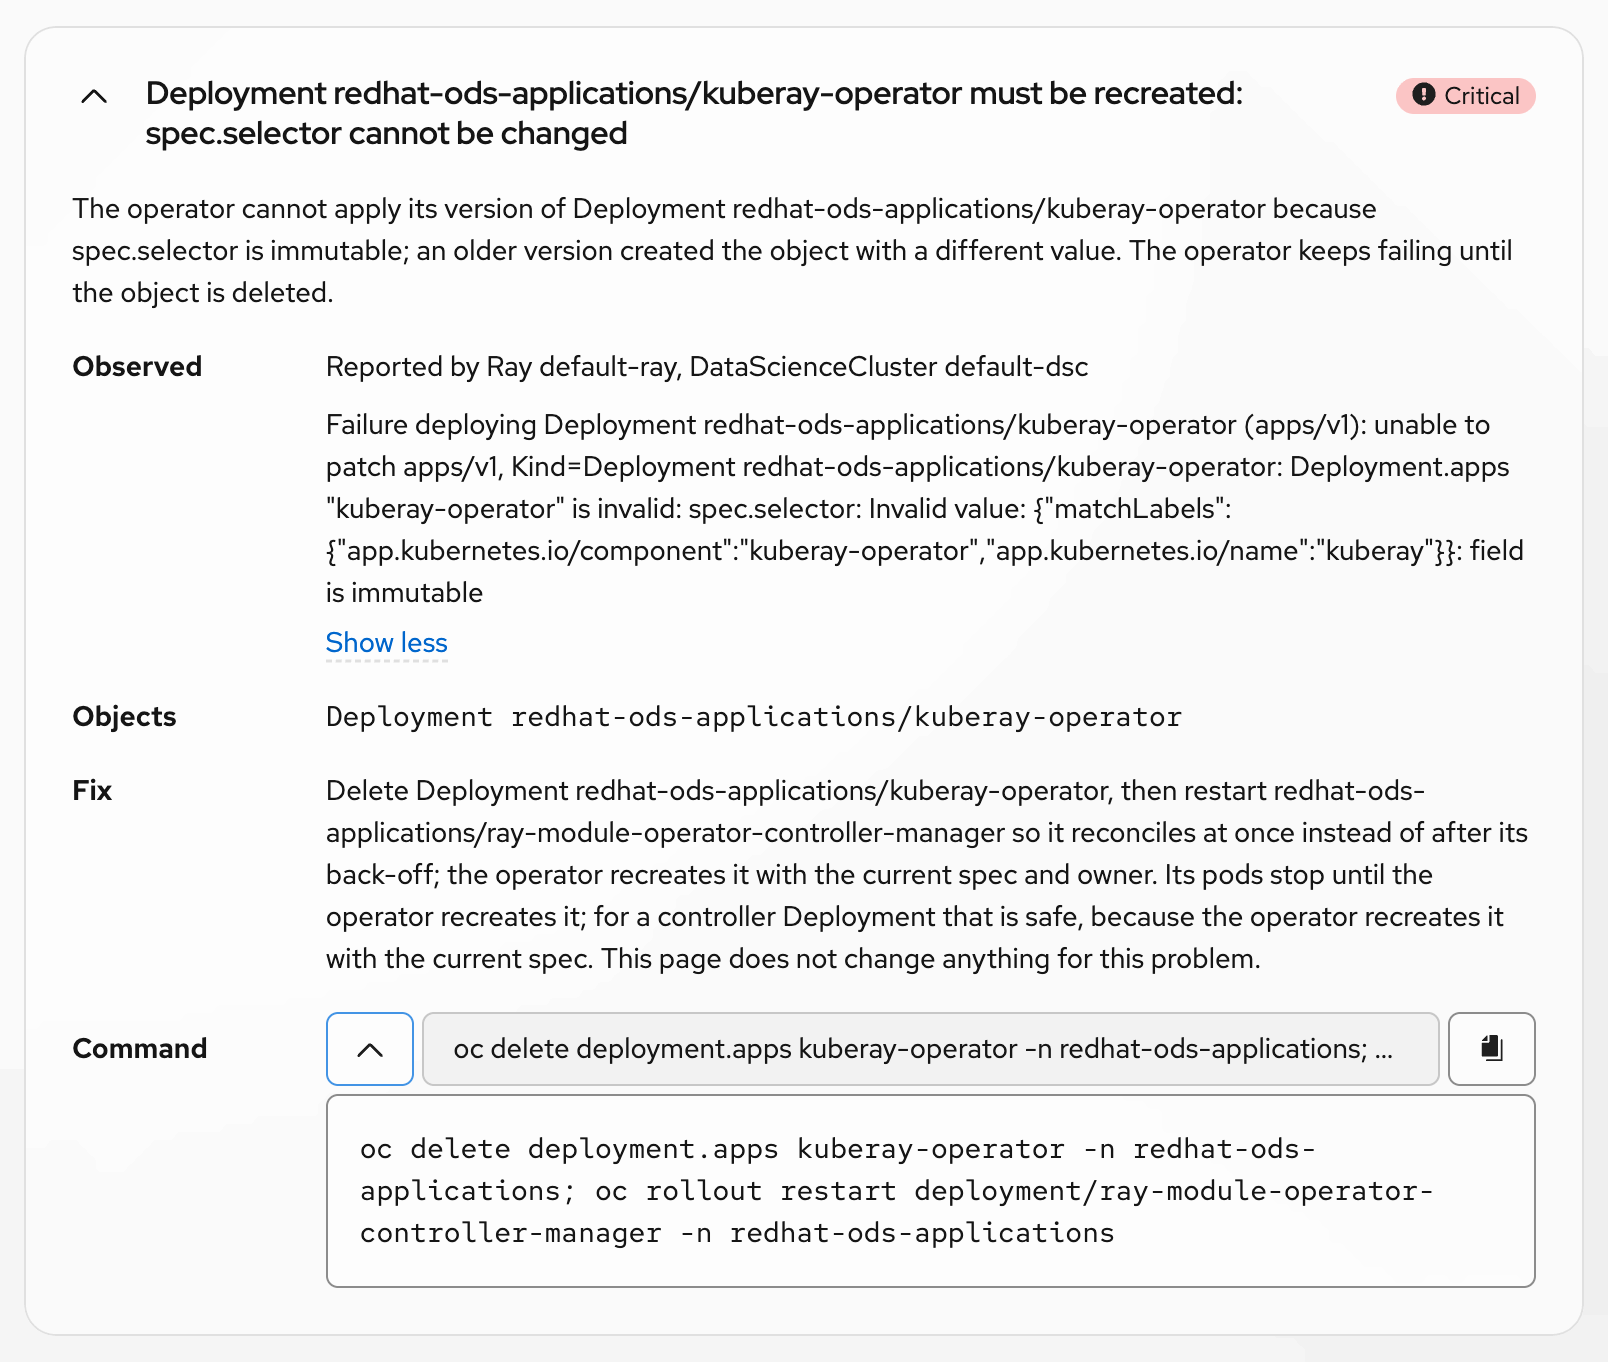 Deployment redhat-ods-applications/kuberay-operator must be recreated:
spec.selector cannot be changed
Critical
The operator cannot apply its version of Deployment redhat-ods-applications/kuberay-operator because
spec.selector is immutable; an older version created the object with a different value. The operator keeps failing until
the object is deleted.
Observed
Reported by Ray default-ray, DataScienceCluster default-dsc
Failure deploying Deployment redhat-ods-applications/kuberay-operator (apps/v1): unable to
patch apps/v1, Kind=Deployment redhat-ods-applications/kuberay-operator: Deployment.apps
"kuberay-operator" is invalid: spec.selector: Invalid value: {"matchLabels":
{"app.kubernetes.io/component":"kuberay-operator","app.kubernetes.io/name":"kuberay"}}: field
is immutable
Show less
Objects
Deployment redhat-ods-applications/kuberay-operator
Fix
Delete Deployment redhat-ods-applications/kuberay-operator, then restart redhat-ods-
applications/ray-module-operator-controller-manager so it reconciles at once instead of after its
back-off; the operator recreates it with the current spec and owner. Its pods stop until the
operator recreates it; for a controller Deployment that is safe, because the operator recreates it
with the current spec. This page does not change anything for this problem.
Command
oc delete deployment.apps kuberay-operator -n redhat-ods-applications; ...
oc delete deployment.apps kuberay-operator -n redhat-ods-
applications; oc rollout restart deployment/ray-module-operator-
controller-manager -n redhat-ods-applications